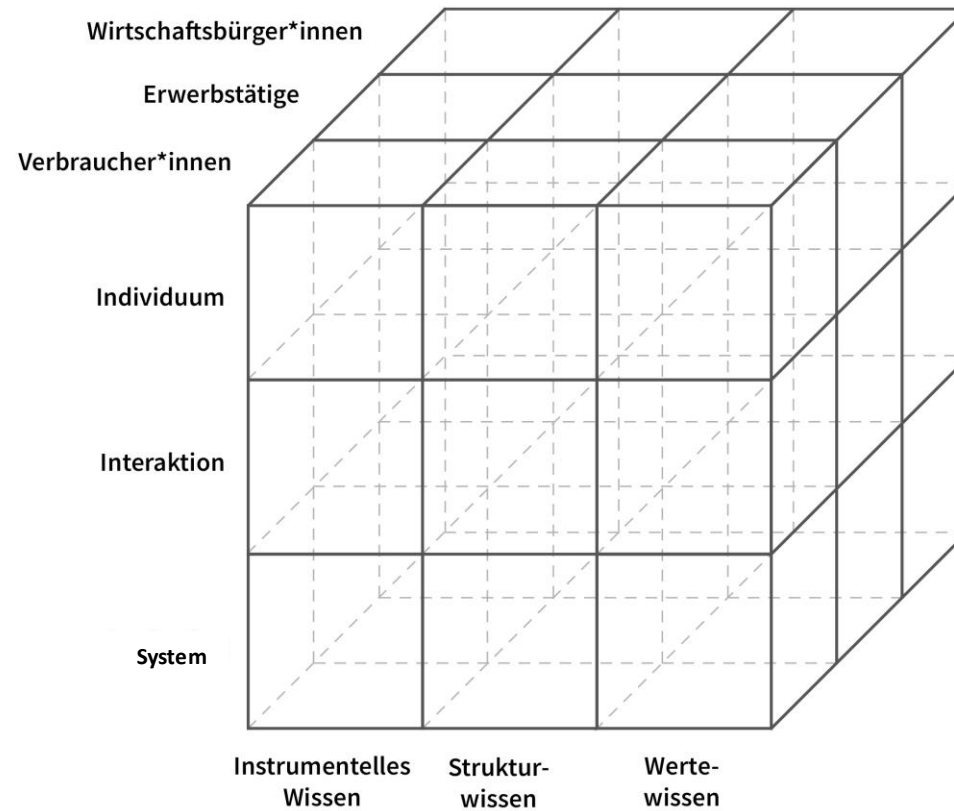 Wirtschaftsbürger*innen
Erwerbstätige
Verbraucher*innen
Individuum
Interaktion
System
Instrumentelles
Wissen
Struktur-
wissen
Werte-
wissen